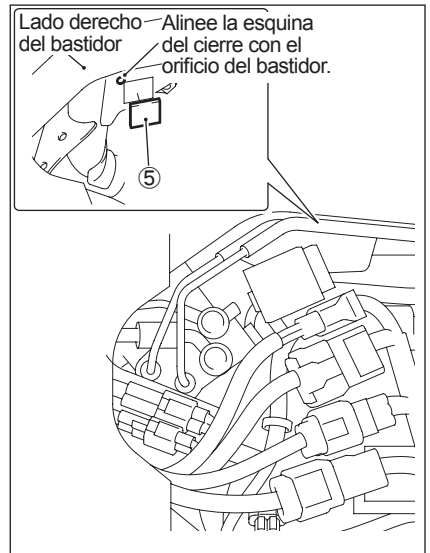 Lado derecho
del bastidor
Alinee la esquina
del cierre con el
orificio del bastidor.
⑤